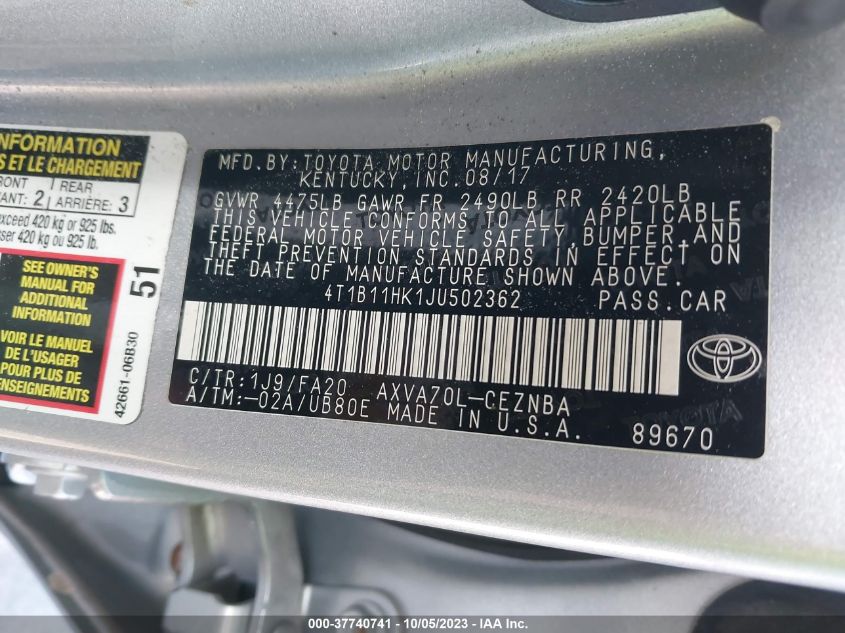 NFORMATION
S ET LE CHARGEMENT
RONT
ANT: 2
REAR
ARRIÈRE: 3
exceed 420 kg or 925 lbs.
ser 420 kg ou 925 lb.
SEE OWNER'S
MANUAL FOR
ADDITIONAL
INFORMATION
VOIR LE MANUEL
DE L'USAGER
POUR PLUS DE
RENSEIGNEMENTS
51
42661-06B30
MFD. BY: TOYOTA MOTOR MANUFACTURING,
KENTUCKY, INC. 08/17
GVWR 4475LB GAWR FR 2490LB RR 2420LB
THIS VEHICLE CONFORMS TO ALL APPLICABLE
FEDERAL MOTOR VEHICLE SAFETY, BUMPER, AND
THEFT PREVENTION STANDARDS IN EFFECT ON
THE DATE OF MANUFACTURE SHOWN ABOVE.
4T1B11HK1JU502362 PASS.CAR
C/TR: 1J9/FA20 AXVA70L-CEZNBA
A/TM: -02A/UB80E MADE IN U.S.A.
89670
TOYOTA
000-37740741 - 10/05/2023 - IAA Inc.